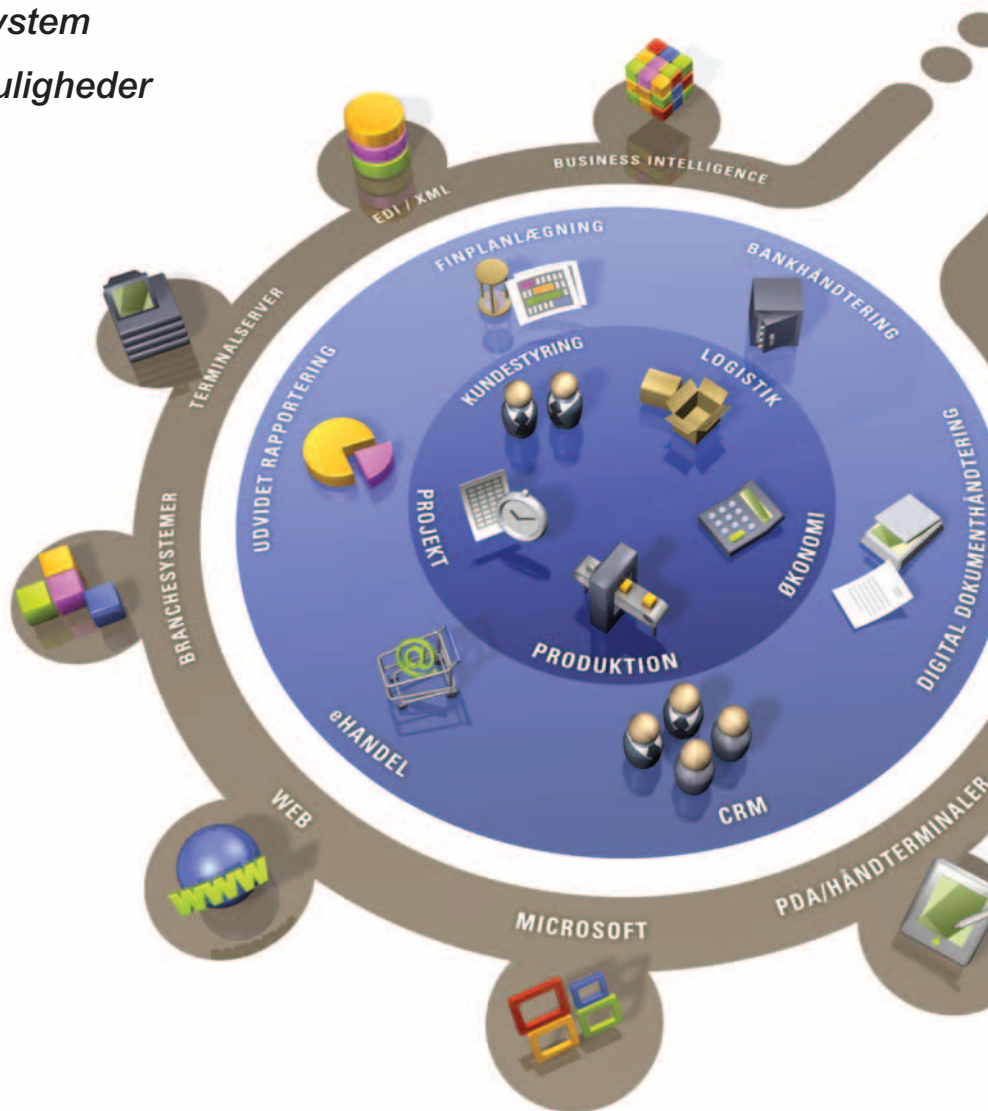 ystem
uligheder
BUSINESS INTELLIGENCE
EDI / XML
TERMINALSERVER
BRANCHESYSTEMER
WEB
MICROSOFT
PDA/HÅNDTERMINALER
FINPLANLÆGNING
BANKHÅNDTERING
UDVIDET RAPPORTERING
DIGITAL DOKUMENTHÅNDTERING
eHANDEL
CRM
KUNDESTYRING
LOGISTIK
PROJEKT
ØKONOMI
PRODUKTION
@
WWW